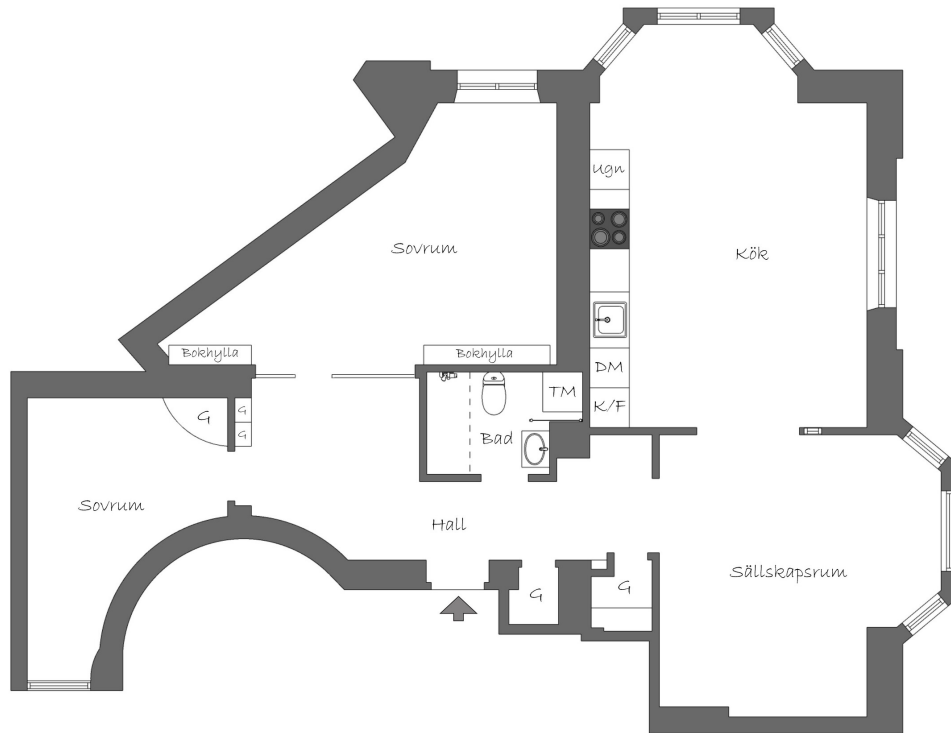 Ugn
Sovrum
Kök
Bokhylla
Bokhylla
DM
TM
K/F
G
G
G
Bad
Sovrum
Hall
Sällskapsrum
G
G